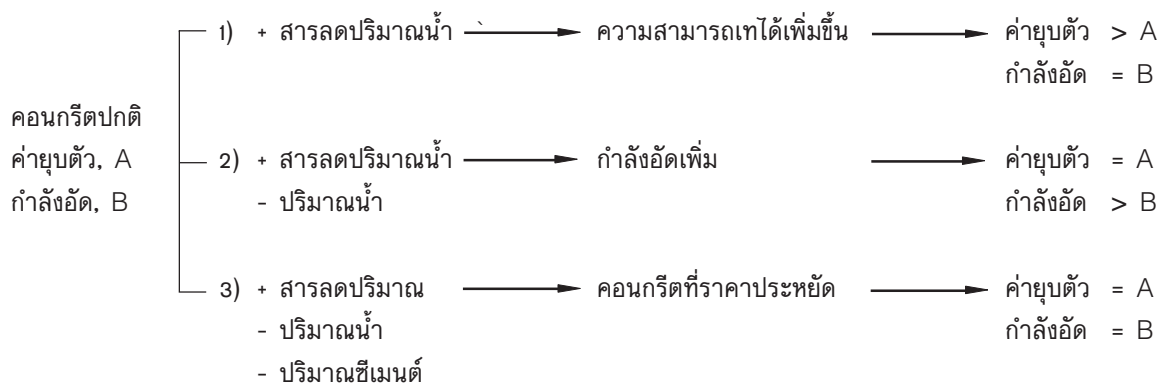 1) + สารลดปริมาณน้ำ ความสามารถเทได้เพิ่มขึ้น ค่ายุบตัว > A
กำลังอัด = B
คอนกรีตปกติ
ค่ายุบตัว, A
กำลังอัด, B
2) + สารลดปริมาณน้ำ กำลังอัดเพิ่ม ค่ายุบตัว = A
- ปริมาณน้ำ กำลังอัด > B
3) + สารลดปริมาณ คอนกรีตที่ราคาประหยัด ค่ายุบตัว = A
- ปริมาณน้ำ กำลังอัด = B
- ปริมาณซีเมนต์